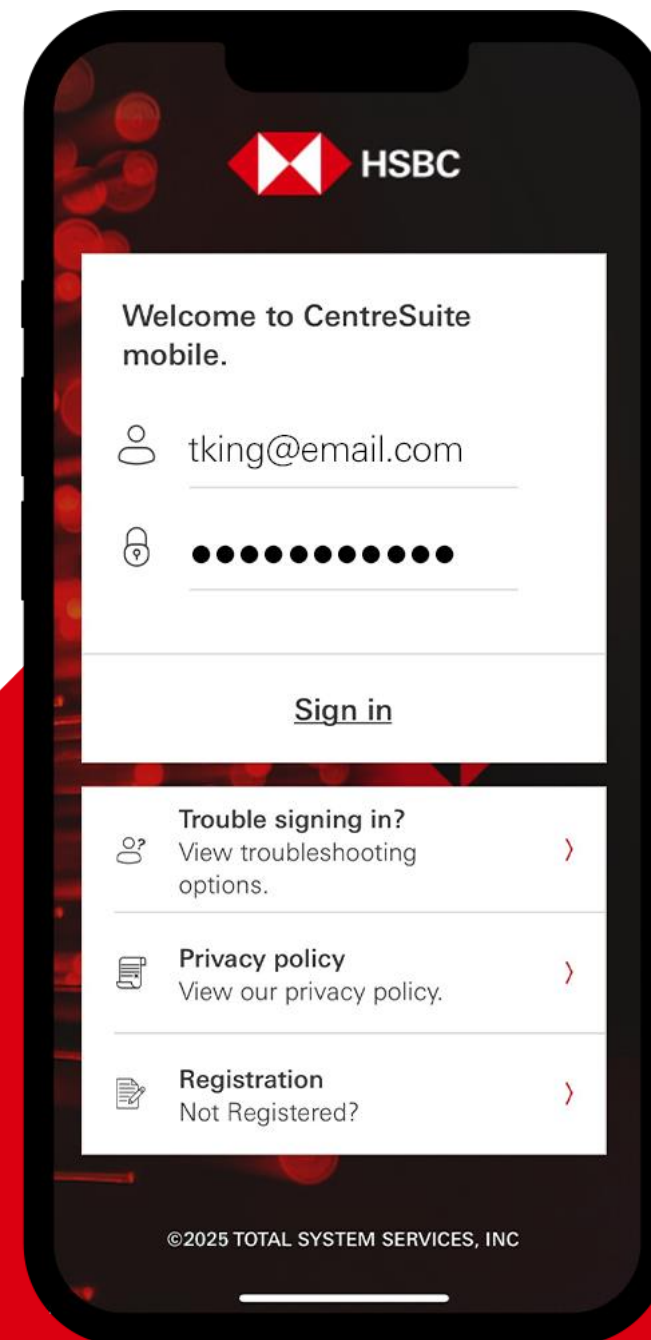 HSBC
Welcome to CentreSuite
mobile.
tking@email.com
●●●●●●●●●●●
Sign in
Trouble signing in?
View troubleshooting
options.
Privacy policy
View our privacy policy.
Registration
Not Registered?
©2025 TOTAL SYSTEM SERVICES, INC